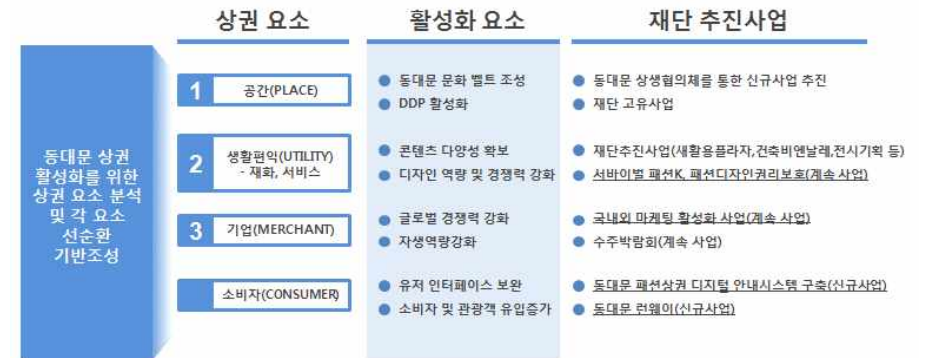 상권 요소
활성화 요소
재단 추진사업
동대문 상권
활성화를 위한
상권 요소 분석
및 각 요소
선순환
기반조성
1
공간(PLACE)
동대문 문화 벨트 조성
DDP 활성화
동대문 상생협의체를 통한 신규사업 추진
재단 고유사업
2
생활편익(UTILITY)
- 재화, 서비스
콘텐츠 다양성 확보
디자인 역량 및 경쟁력 강화
재단추진사업(새활용플라자,건축비엔날레,전시기획 등)
서바이벌 패션K, 패션디자인권리보호(계속 사업)
3
기업(MERCHANT)
글로벌 경쟁력 강화
자생역량강화
국내외 마케팅 활성화 사업(계속 사업)
수주박람회(계속 사업)
소비자(CONSUMER)
유저 인터페이스 보완
소비자 및 관광객 유입증가
동대문 패션상권 디지털 안내시스템 구축(신규사업)
동대문 런웨이(신규사업)